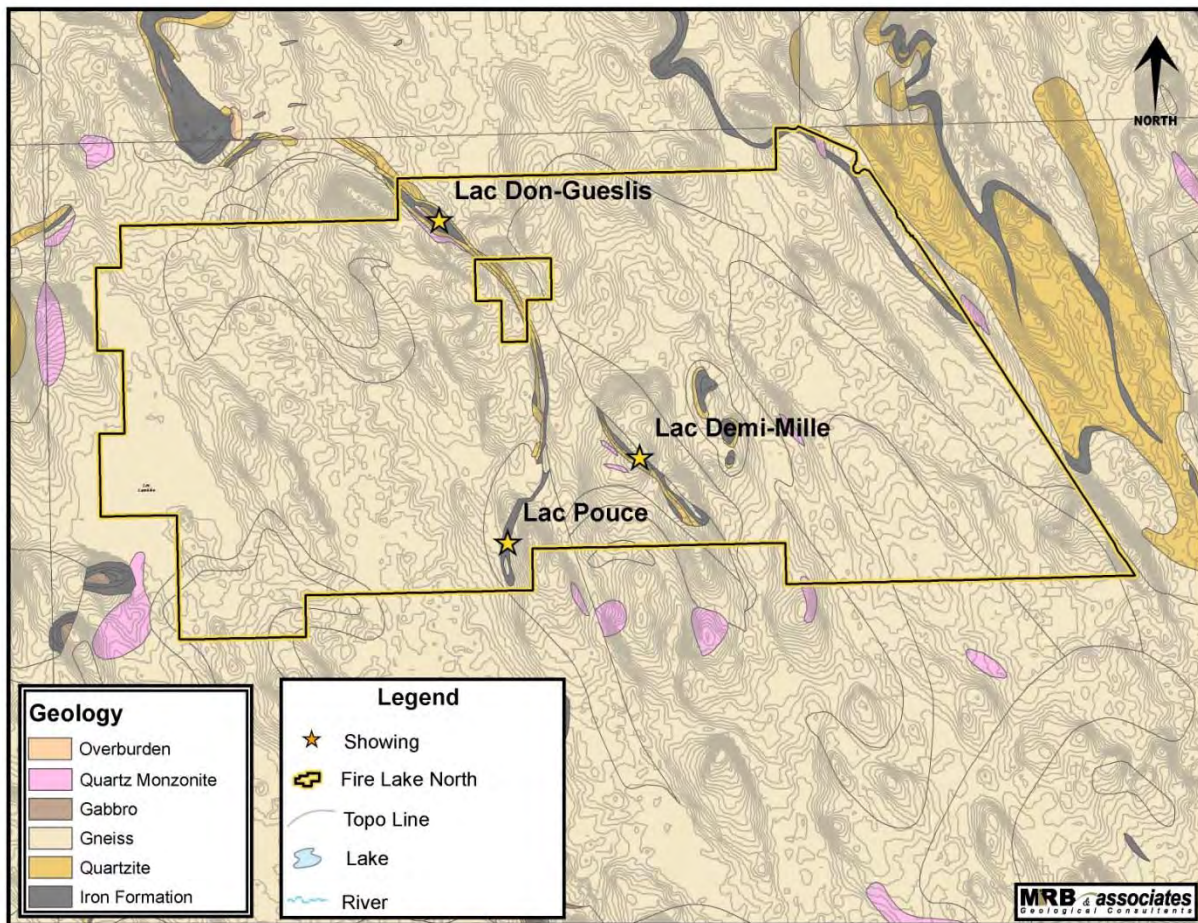 NORTH
Lac Don-Gueslis
Lac Demi-Mille
Lac Pouce
Geology
Overburden
Quartz Monzonite
Gabbro
Gneiss
Quartzite
Iron Formation
Legend
Showing
Fire Lake North
Topo Line
Lake
River
MRB & associates
Geological Consultants